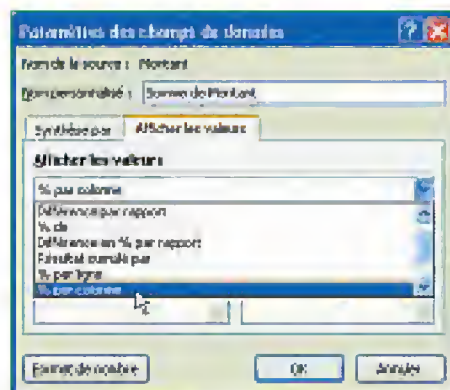 Paramètres des champs de données
Nom de la source : Montant
Nom personnalisé : Somme de Montant
Synthèse par Afficher les valeurs
Afficher les valeurs
% par colonne
Différence par rapport
% de
Différence en % par rapport
Résultat cumulé par
% par ligne
% par colonne
Format de nombre OK Annuler